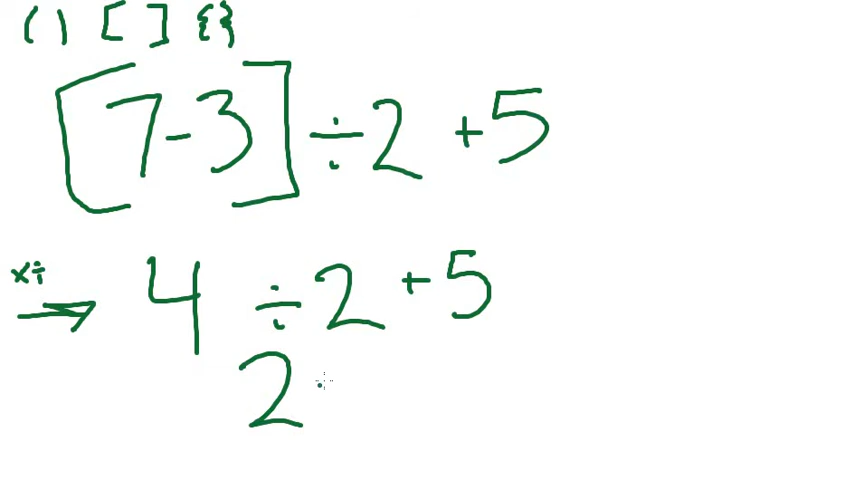 ( ) [ ] { }
[7-3] ÷ 2 + 5
x÷
→ 4 ÷ 2 + 5
2